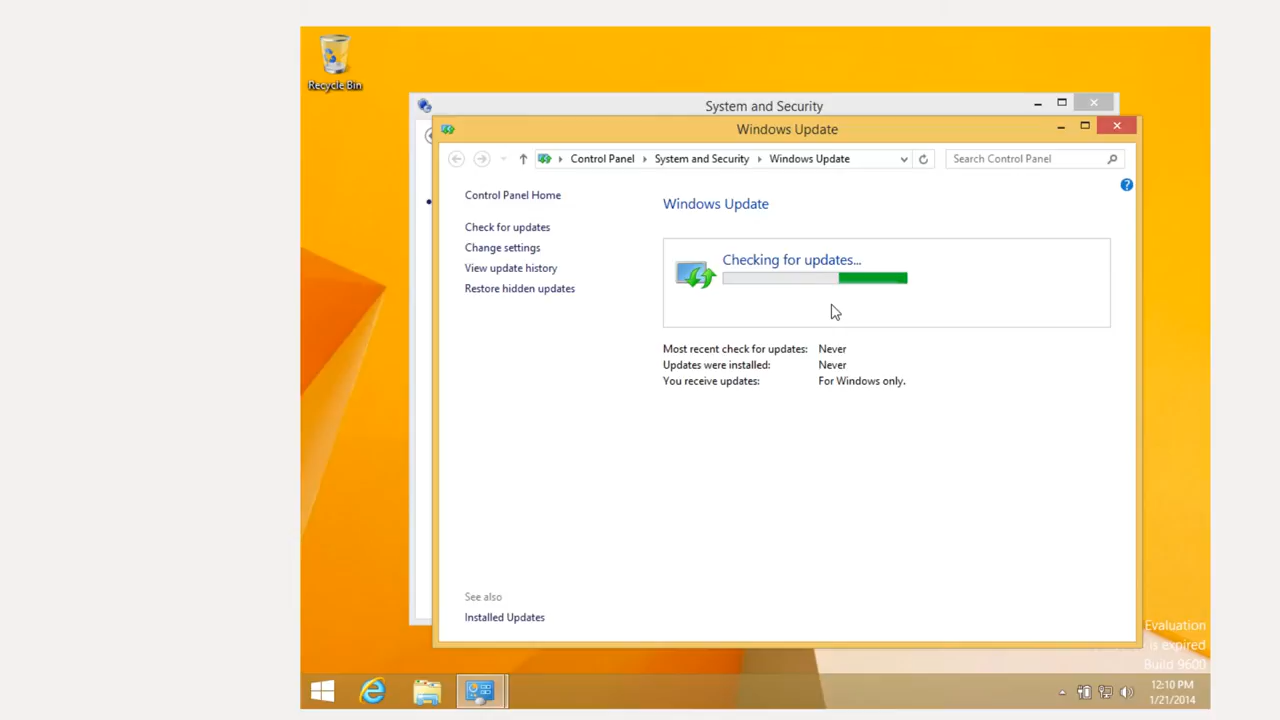 Recycle Bin
System and Security
Windows Update
Control Panel System and Security Windows Update
Search Control Panel
Control Panel Home
Check for updates
Change settings
View update history
Restore hidden updates
Windows Update
Checking for updates...
Most recent check for updates: Never
Updates were installed: Never
You receive updates: For Windows only.
See also
Installed Updates
Evaluation
is expired
Build 9600
12:10 PM
1/21/2014